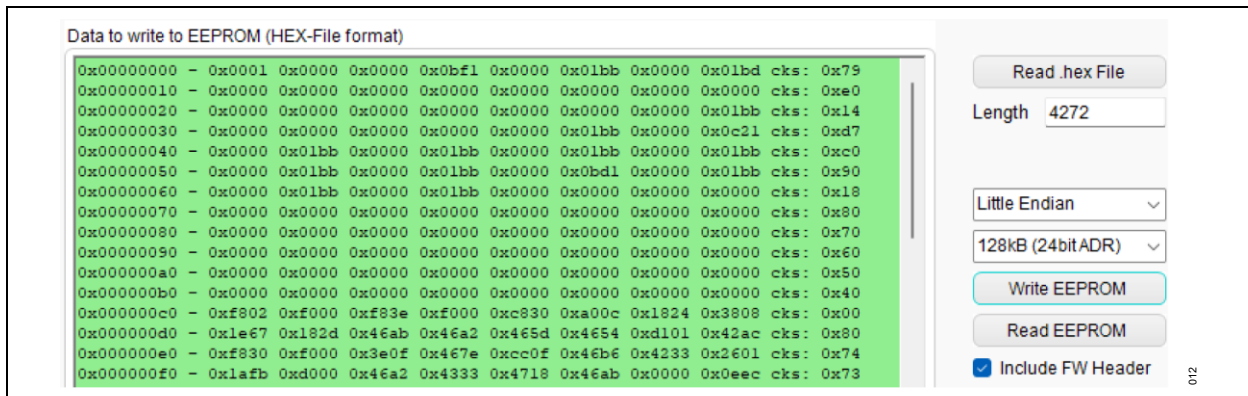 Data to write to EEPROM (HEX-File format)
0x00000000 - 0x0001 0x0000 0x0000 0x0bf1 0x0000 0x01bb 0x0000 0x01bd cks: 0x79
0x00000010 - 0x0000 0x0000 0x0000 0x0000 0x0000 0x0000 0x0000 0x0000 cks: 0xe0
0x00000020 - 0x0000 0x0000 0x0000 0x0000 0x0000 0x0000 0x0000 0x01bb cks: 0x14
0x00000030 - 0x0000 0x0000 0x0000 0x0000 0x0000 0x01bb 0x0000 0x0c21 cks: 0xd7
0x00000040 - 0x0000 0x01bb 0x0000 0x01bb 0x0000 0x01bb 0x0000 0x01bb cks: 0xc0
0x00000050 - 0x0000 0x01bb 0x0000 0x01bb 0x0000 0x0bd1 0x0000 0x01bb cks: 0x90
0x00000060 - 0x0000 0x01bb 0x0000 0x01bb 0x0000 0x0000 0x0000 0x0000 cks: 0x18
0x00000070 - 0x0000 0x0000 0x0000 0x0000 0x0000 0x0000 0x0000 0x0000 cks: 0x80
0x00000080 - 0x0000 0x0000 0x0000 0x0000 0x0000 0x0000 0x0000 0x0000 cks: 0x70
0x00000090 - 0x0000 0x0000 0x0000 0x0000 0x0000 0x0000 0x0000 0x0000 cks: 0x60
0x000000a0 - 0x0000 0x0000 0x0000 0x0000 0x0000 0x0000 0x0000 0x0000 cks: 0x50
0x000000b0 - 0x0000 0x0000 0x0000 0x0000 0x0000 0x0000 0x0000 0x0000 cks: 0x40
0x000000c0 - 0xf802 0xf000 0xf83e 0xf000 0xc830 0xa00c 0x1824 0x3808 cks: 0x00
0x000000d0 - 0x1e67 0x182d 0x46ab 0x46a2 0x465d 0x4654 0xd101 0x42ac cks: 0x80
0x000000e0 - 0xf830 0xf000 0x3e0f 0x467e 0xcc0f 0x46b6 0x4233 0x2601 cks: 0x74
0x000000f0 - 0x1afb 0xd000 0x46a2 0x4333 0x4718 0x46ab 0x0000 0x0eec cks: 0x73
Read .hex File
Length 4272
Little Endian
128kB (24bit ADR)
Write EEPROM
Read EEPROM
Include FW Header
012